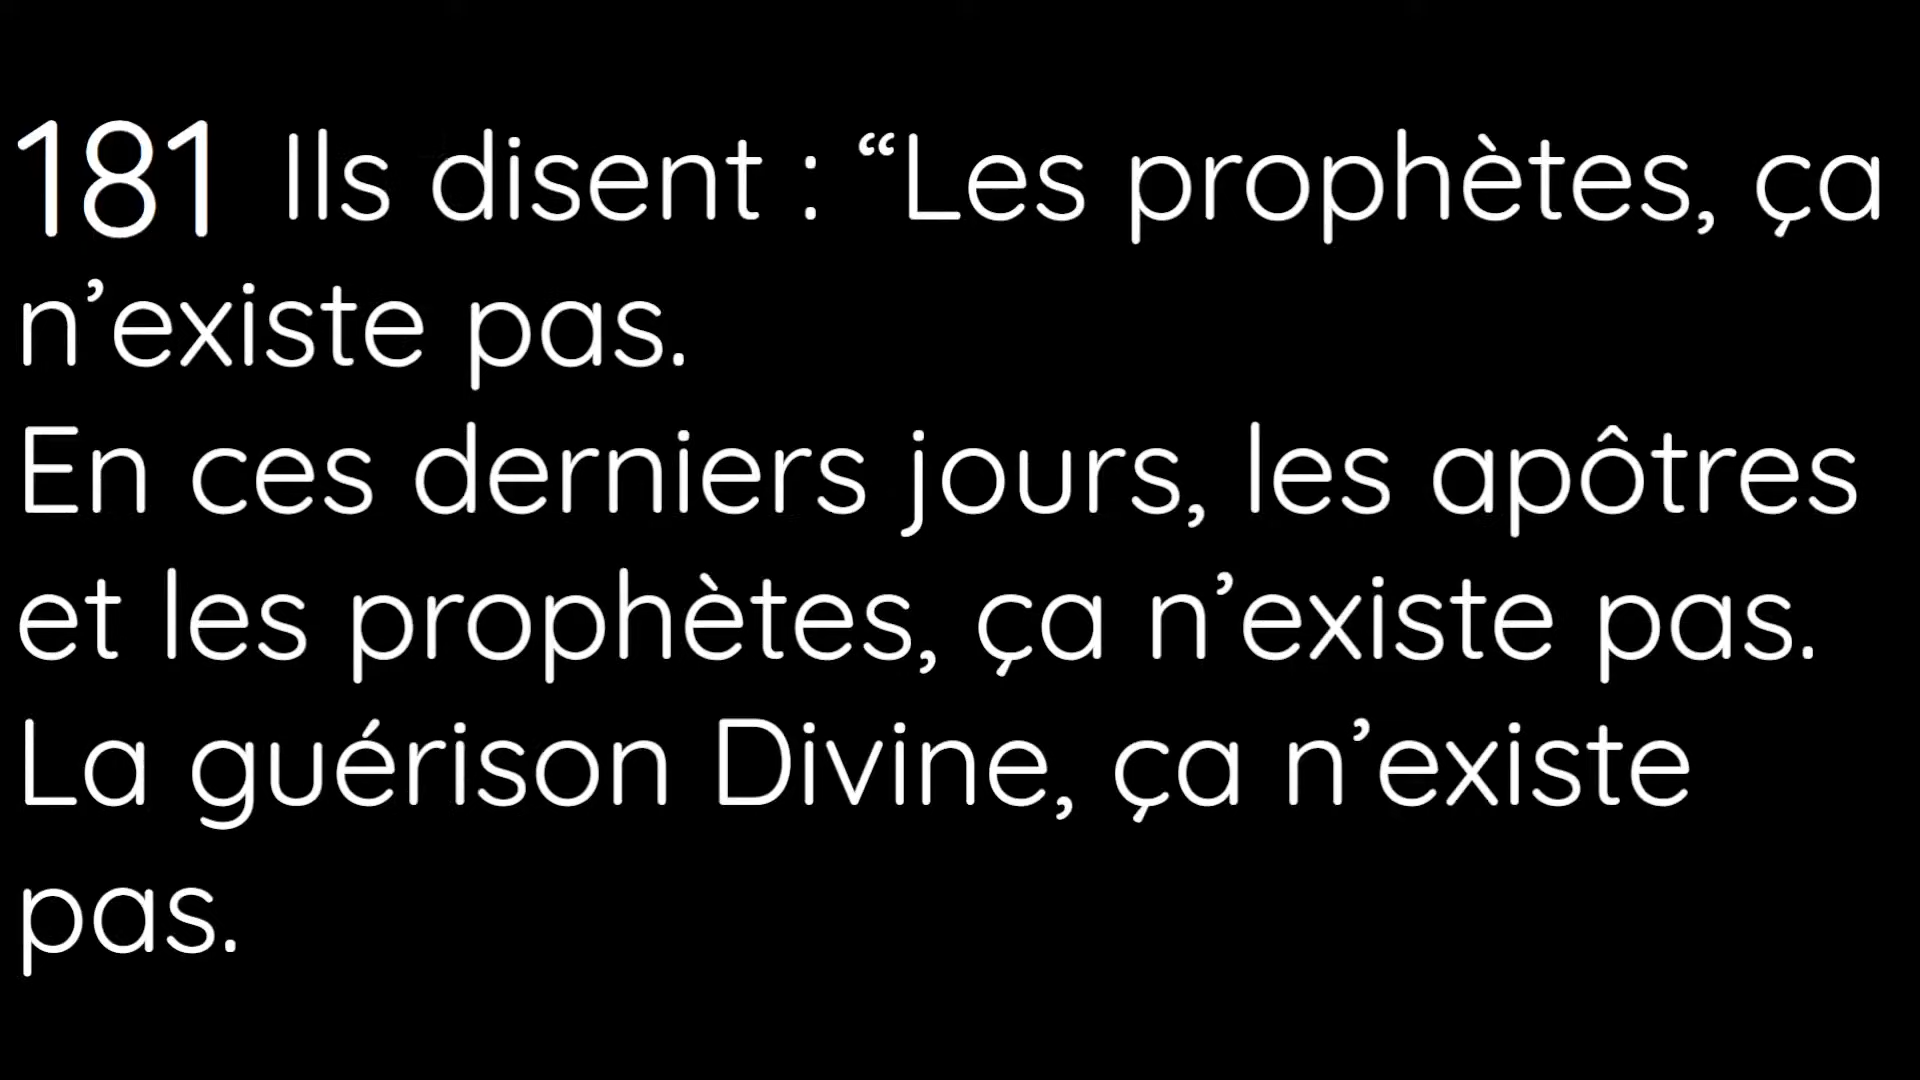 181 Ils disent : “Les prophètes, ça
n’existe pas.
En ces derniers jours, les apôtres
et les prophètes, ça n’existe pas.
La guérison Divine, ça n’existe
pas.